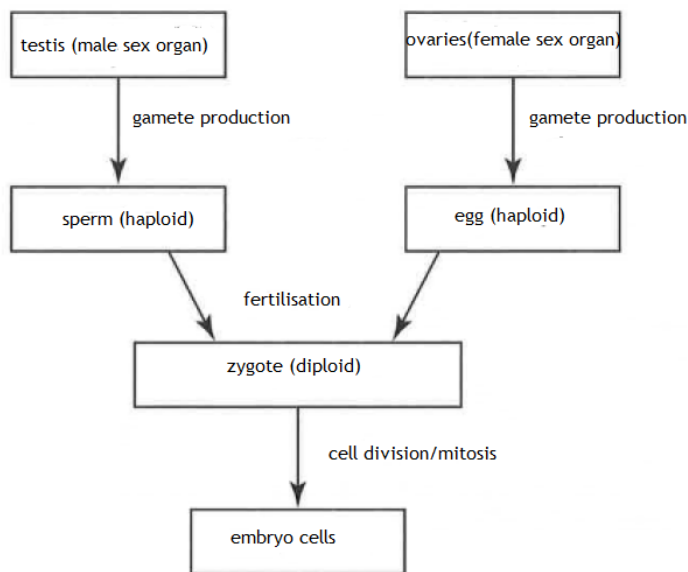 testis (male sex organ)
ovaries(female sex organ)
gamete production
gamete production
sperm (haploid)
egg (haploid)
fertilisation
zygote (diploid)
cell division/mitosis
embryo cells